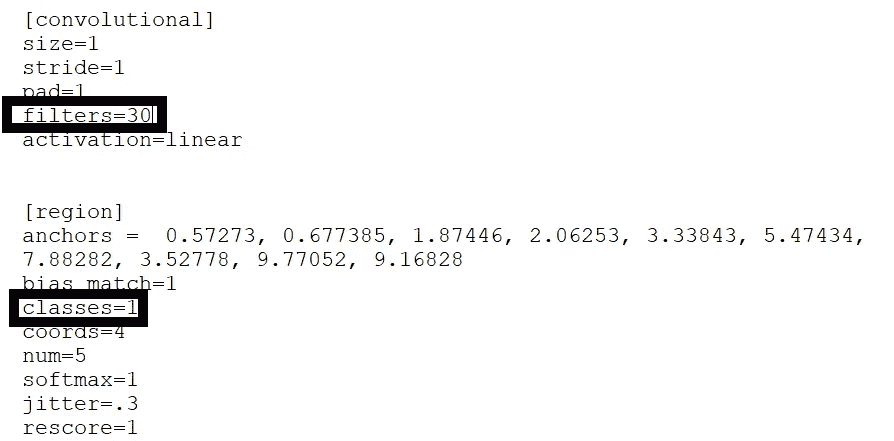 [convolutional]
size=1
stride=1
pad=1
filters=30
activation=linear
[region]
anchors =  0.57273, 0.677385, 1.87446, 2.06253, 3.33843, 5.47434,
7.88282, 3.52778, 9.77052, 9.16828
bias_match=1
classes=1
coords=4
num=5
softmax=1
jitter=.3
rescore=1